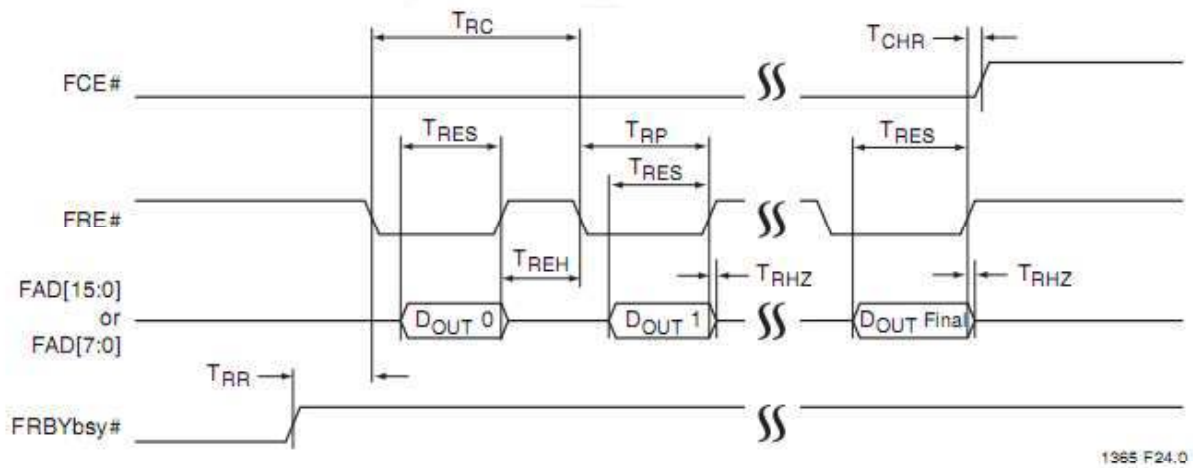 TRC
TCHR
FCE#
TRES
TRP
TRES
TRES
FRE#
TREH
TRHZ
TRHZ
FAD[15:0]
or
FAD[7:0]
DOUT 0
DOUT 1
DOUT Final
TRR
FRBYbsy#
1365 F24.0